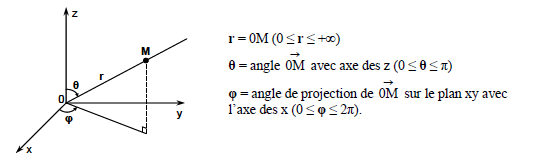 z
M
r
θ
0
φ
y
x
r = 0M (0 ≤ r ≤ +∞)
θ = angle 0M⃗ avec axe des z (0 ≤ θ ≤ π)
φ = angle de projection de 0M⃗ sur le plan xy avec
l’axe des x (0 ≤ φ ≤ 2π).